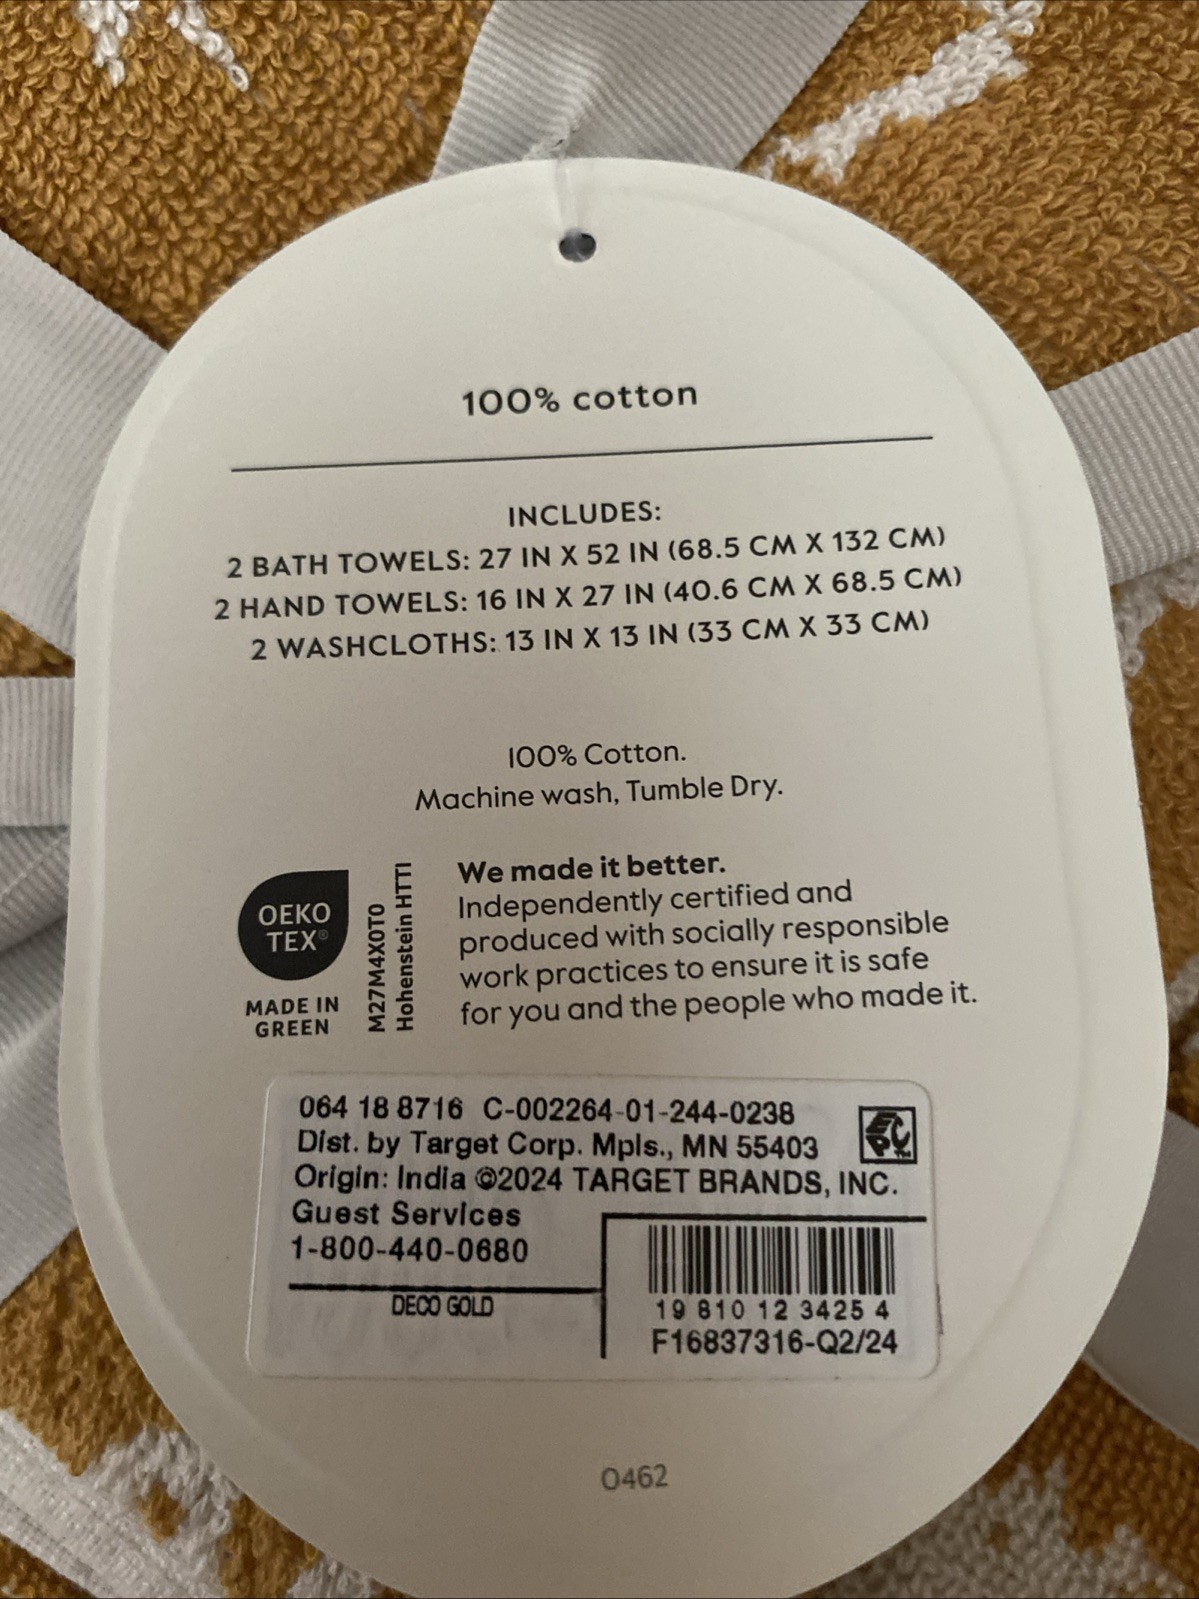 100% cotton
INCLUDES:
2 BATH TOWELS: 27 IN X 52 IN (68.5 CM X 132 CM)
2 HAND TOWELS: 16 IN X 27 IN (40.6 CM X 68.5 CM)
2 WASHCLOTHS: 13 IN X 13 IN (33 CM X 33 CM)
100% Cotton.
Machine wash, Tumble Dry.
OEKO
TEX®
MADE IN
GREEN
M27M4X0T0
Hohenstein HTTI
We made it better.
Independently certified and
produced with socially responsible
work practices to ensure it is safe
for you and the people who made it.
064 18 8716 C-002264-01-244-0238
Dist. by Target Corp. Mpls., MN 55403
EPC™
Origin: India ©2024 TARGET BRANDS, INC.
Guest Services
1-800-440-0680
DECO GOLD
19 810 12 3425 4
F16837316-Q2/24
0462